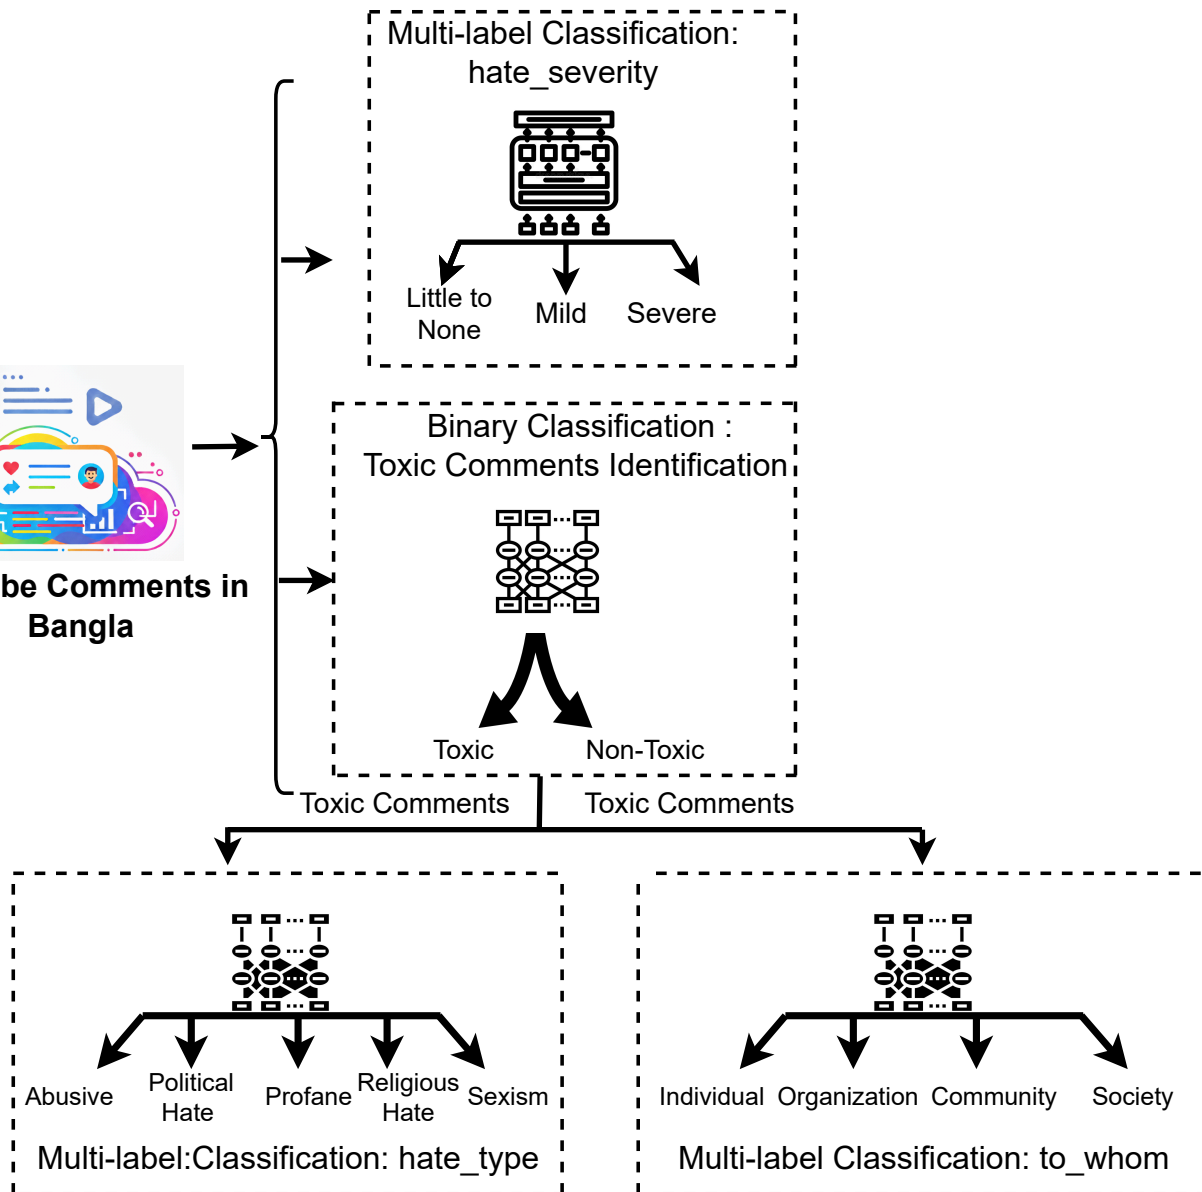 Multi-label Classification:
hate_severity
Little to
None
Mild
Severe
Binary Classification :
Toxic Comments Identification
be Comments in
Bangla
Toxic
Non-Toxic
Toxic Comments
Toxic Comments
Abusive
Political
Hate
Profane
Religious
Hate
Sexism
Multi-label:Classification: hate_type
Individual
Organization
Community
Society
Multi-label Classification: to_whom